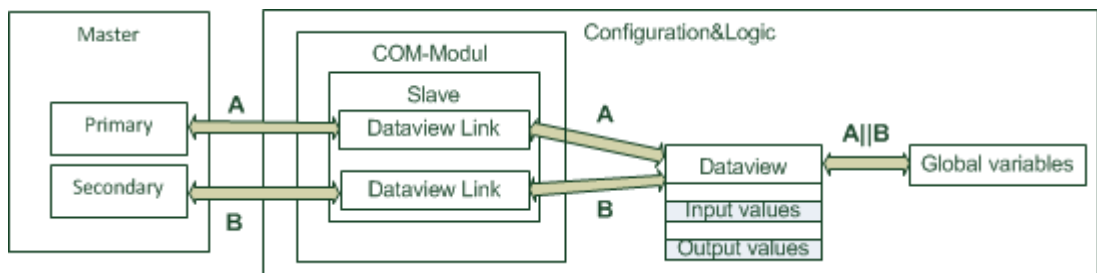 Master
Configuration&Logic
COM-Modul
Slave
A
Primary
Dataview Link
A
A||B
Dataview
Global variables
Secondary
Dataview Link
B
B
Input values
Output values